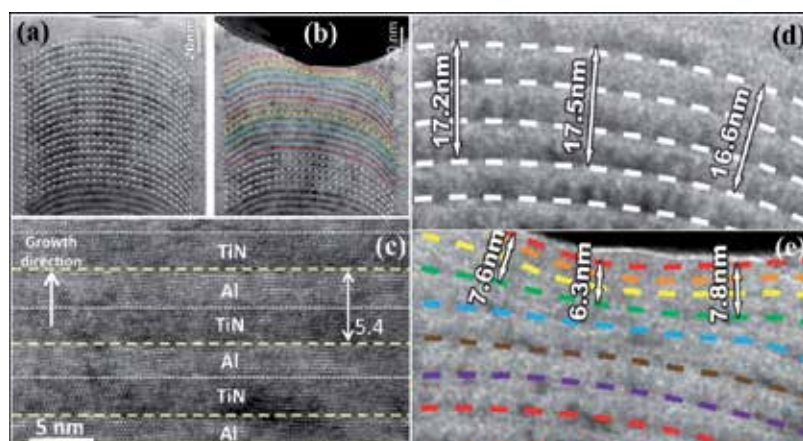 (a)
(b)
(d)
17.2nm
17.5nm
16.6nm
Growth
direction
TiN
(c)
Al
TiN
5.4
Al
TiN
5 nm
Al
(e)
7.6nm
6.3nm
7.8nm